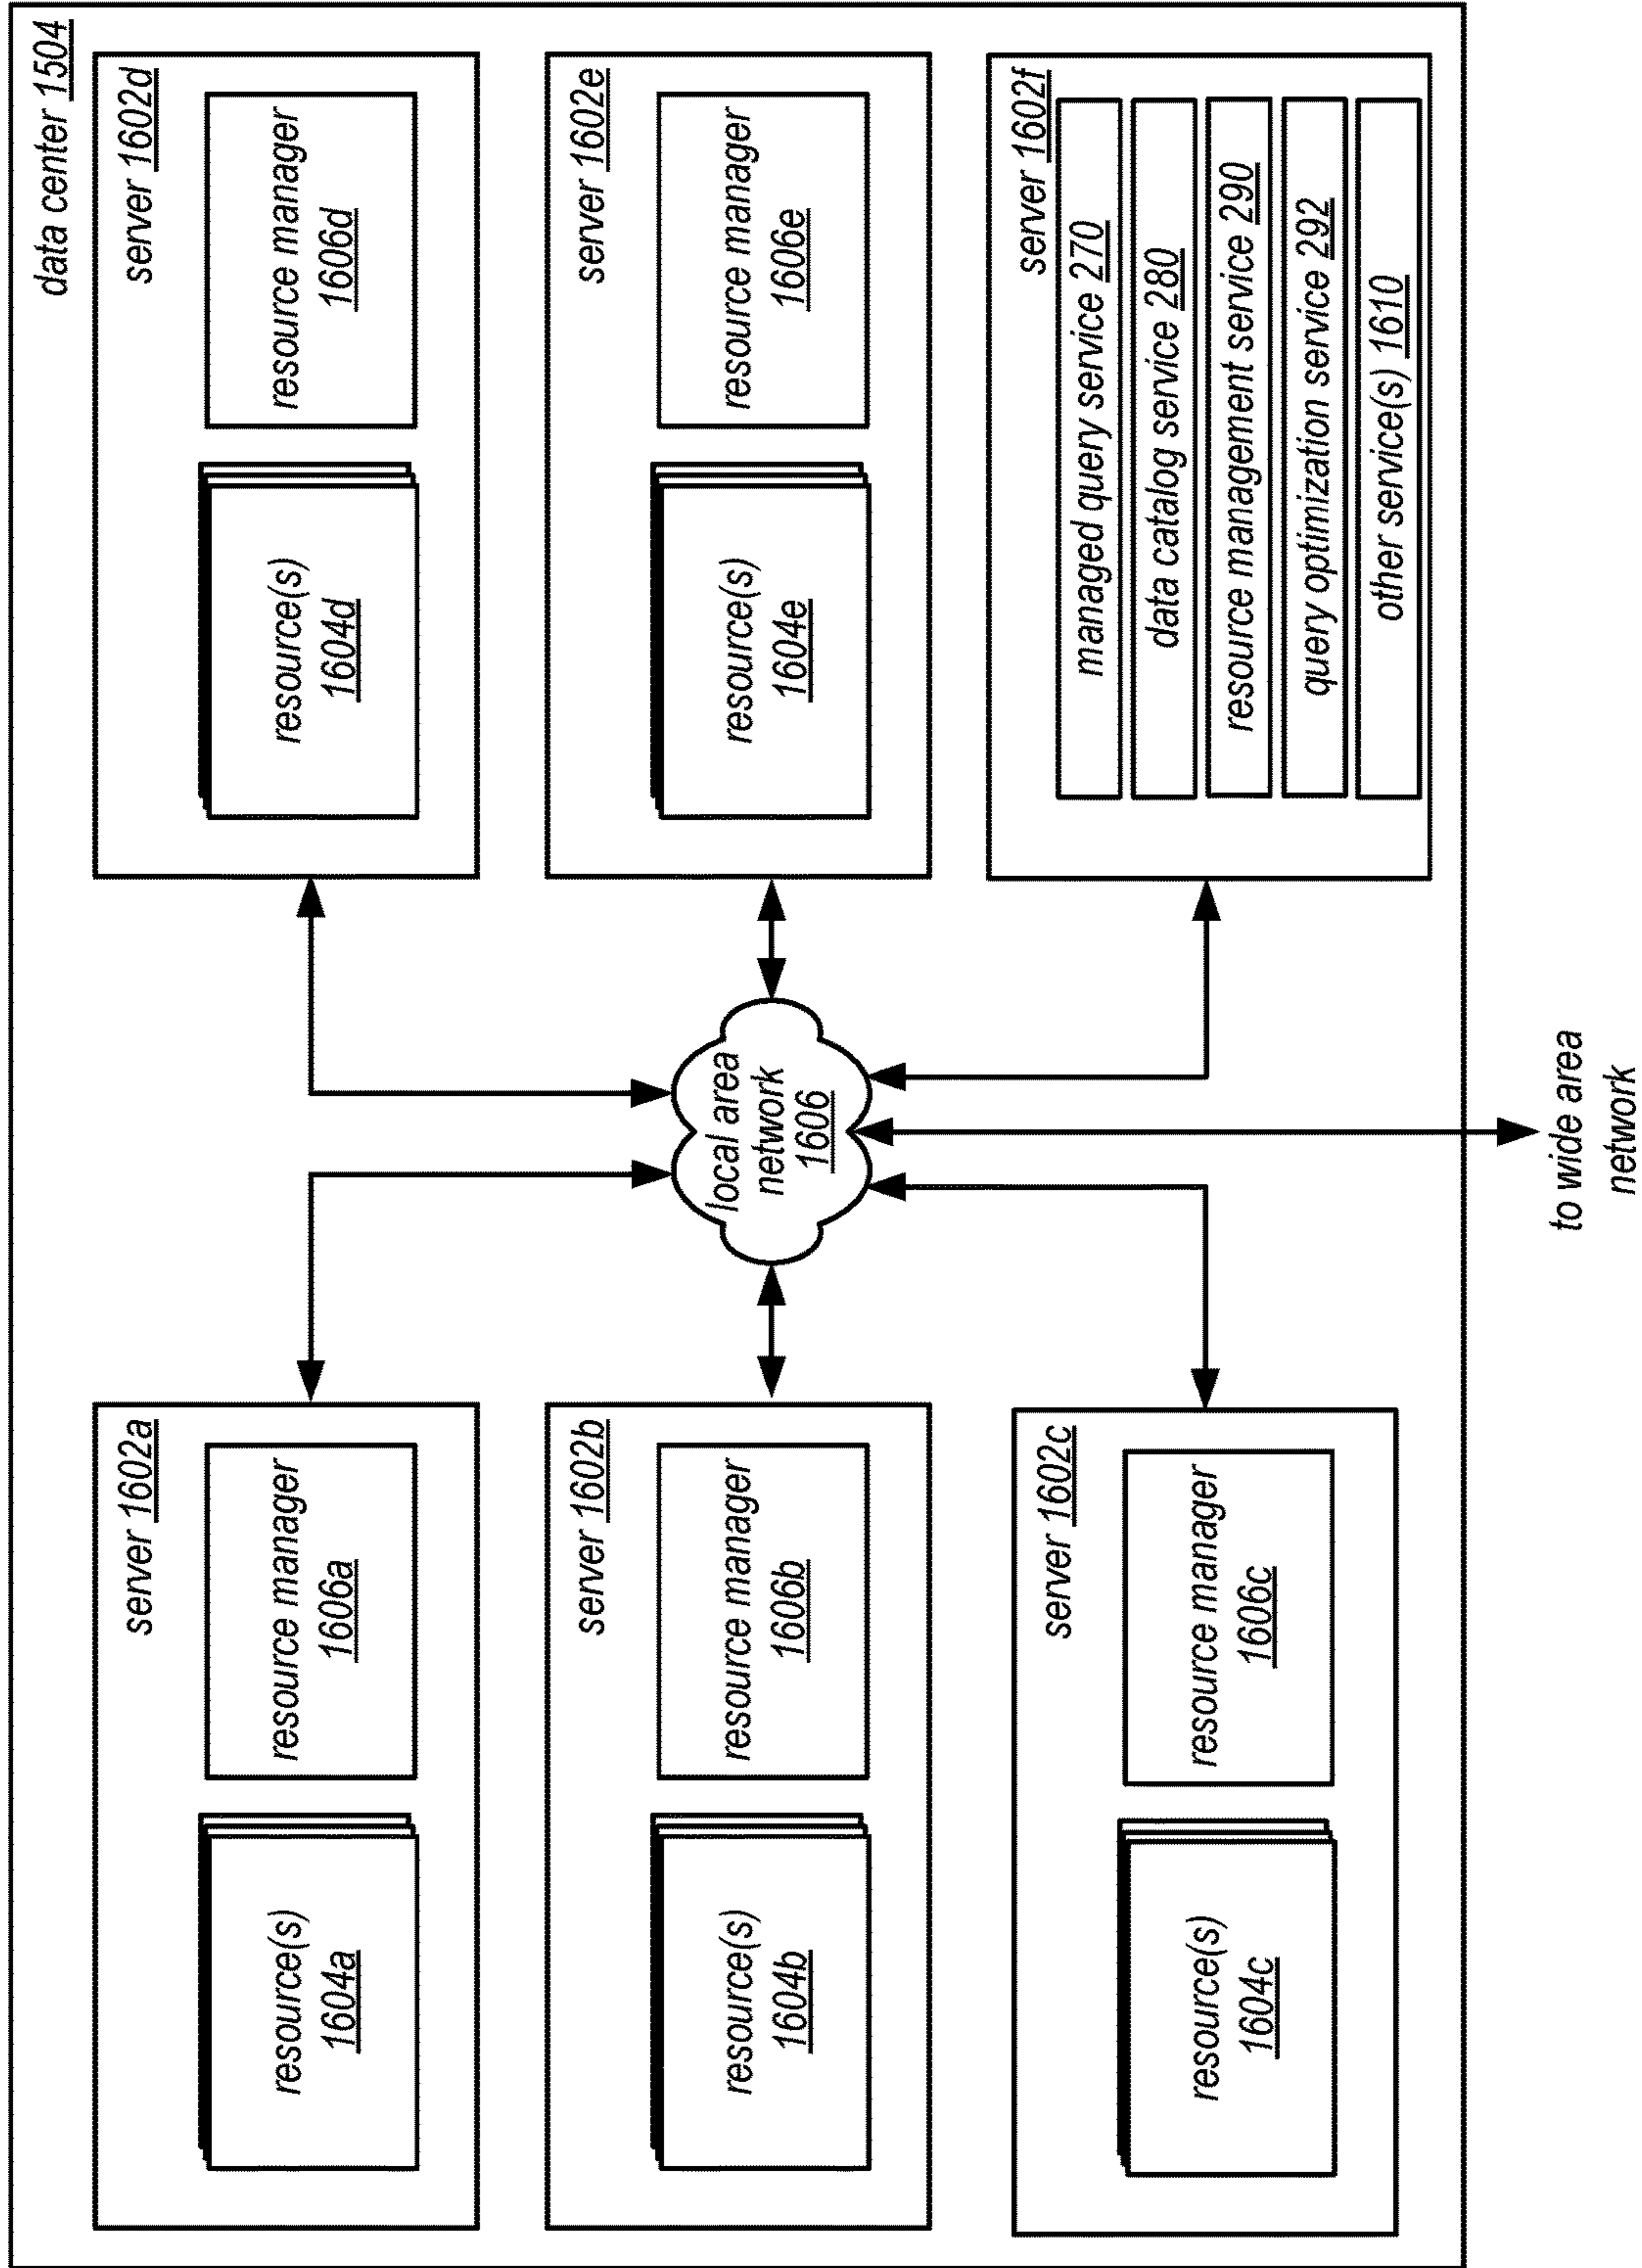 data center 1504
server 1602a
resource(s)
1604a
resource manager
1606a
server 1602b
resource(s)
1604b
resource manager
1606b
server 1602c
resource(s)
1604c
resource manager
1606c
local area
network
1606
server 1602d
resource(s)
1604d
resource manager
1606d
server 1602e
resource(s)
1604e
resource manager
1606e
server 1602f
managed query service 270
data catalog service 280
resource management service 290
query optimization service 292
other service(s) 1610
to wide area
network